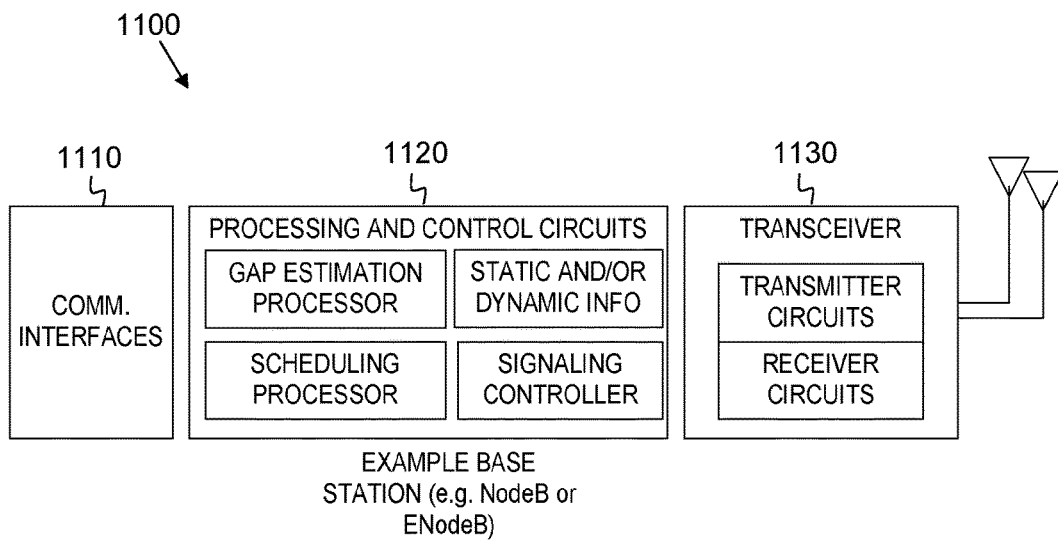 1100
1110
1120
1130
COMM.
INTERFACES
PROCESSING AND CONTROL CIRCUITS
GAP ESTIMATION
PROCESSOR
STATIC AND/OR
DYNAMIC INFO
SCHEDULING
PROCESSOR
SIGNALING
CONTROLLER
TRANSCEIVER
TRANSMITTER
CIRCUITS
RECEIVER
CIRCUITS
EXAMPLE BASE
STATION (e.g. NodeB or
ENodeB)